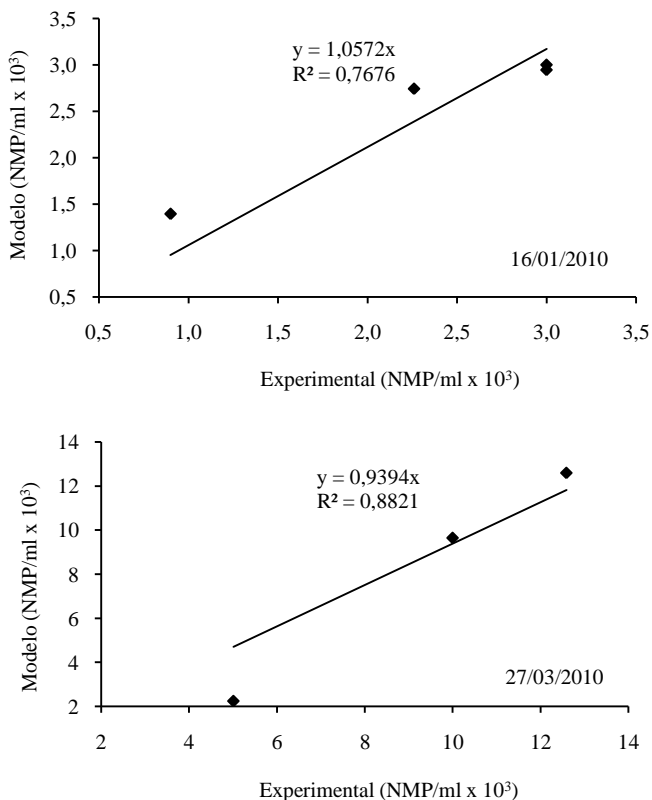 3,5
3,0
2,5
2,0
1,5
1,0
0,5
Modelo (NMP/ml x 10³)
y = 1,0572x
R² = 0,7676
16/01/2010
0,5 1,0 1,5 2,0 2,5 3,0 3,5
Experimental (NMP/ml x 10³)
14
12
10
8
6
4
2
Modelo (NMP/ml x 10³)
y = 0,9394x
R² = 0,8821
27/03/2010
2 4 6 8 10 12 14
Experimental (NMP/ml x 10³)